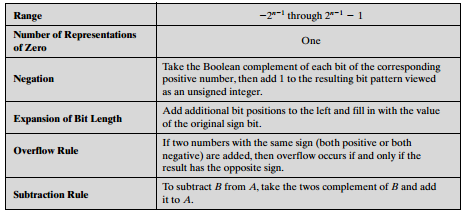 Range
−2ⁿ⁻¹ through 2ⁿ⁻¹ − 1
Number of Representations
of Zero
One
Negation
Take the Boolean complement of each bit of the corresponding
positive number, then add 1 to the resulting bit pattern viewed
as an unsigned integer.
Expansion of Bit Length
Add additional bit positions to the left and fill in with the value
of the original sign bit.
Overflow Rule
If two numbers with the same sign (both positive or both
negative) are added, then overflow occurs if and only if the
result has the opposite sign.
Subtraction Rule
To subtract B from A, take the twos complement of B and add
it to A.